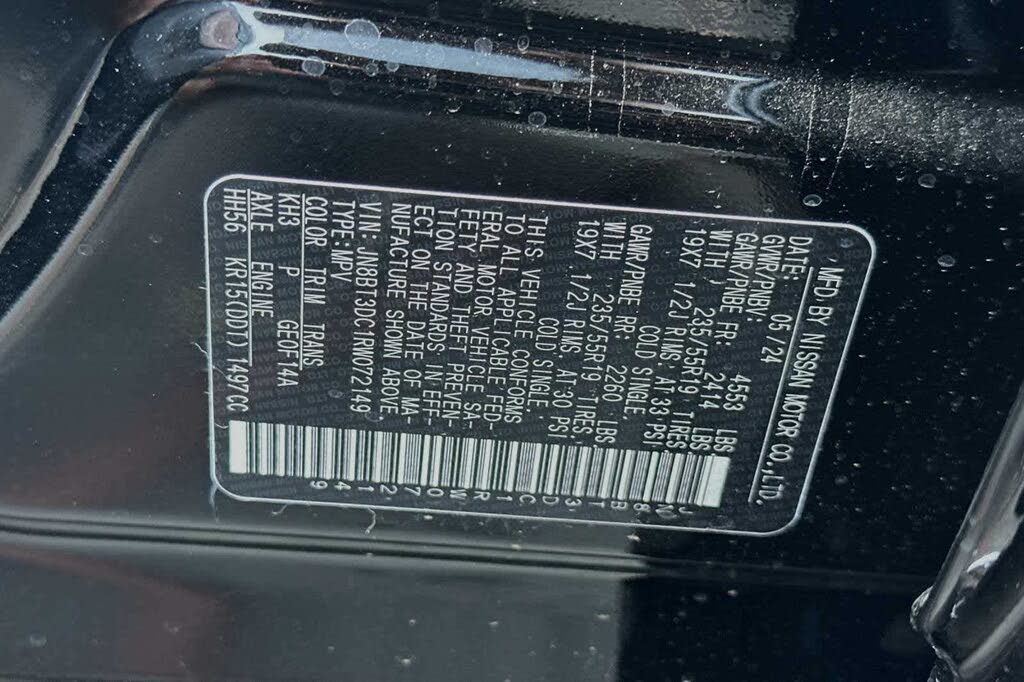 MFD.BY NISSAN MOTOR CO.,LTD.
DATE: 05/24
GVWR/PNBV: 4553 LBS
GAWR/PNBE FR: 2414 LBS
WITH , 235/55R19 TIRES
19X7 1/2J RIMS, AT 33 PSI
COLD SINGLE
GAWR/PNBE RR: 2260 LBS
WITH , 235/55R19 TIRES,
19X7 1/2J RIMS, AT 30 PSI
COLD SINGLE
THIS VEHICLE CONFORMS
TO ALL APPLICABLE FED-
ERAL MOTOR VEHICLE SA-
FETY AND THEFT PREVEN-
TION STANDARDS IN EFF-
ECT ON THE DATE OF MA-
NUFACTURE SHOWN ABOVE.
VIN: JN8BT3DC1RW072149
TYPE:MPV
COLOR TRIM TRANS
KH3 P GEOF14A
AXLE ENGINE
HH56 KR15(DDT)1497CC
JN8BT3DC1RW072149